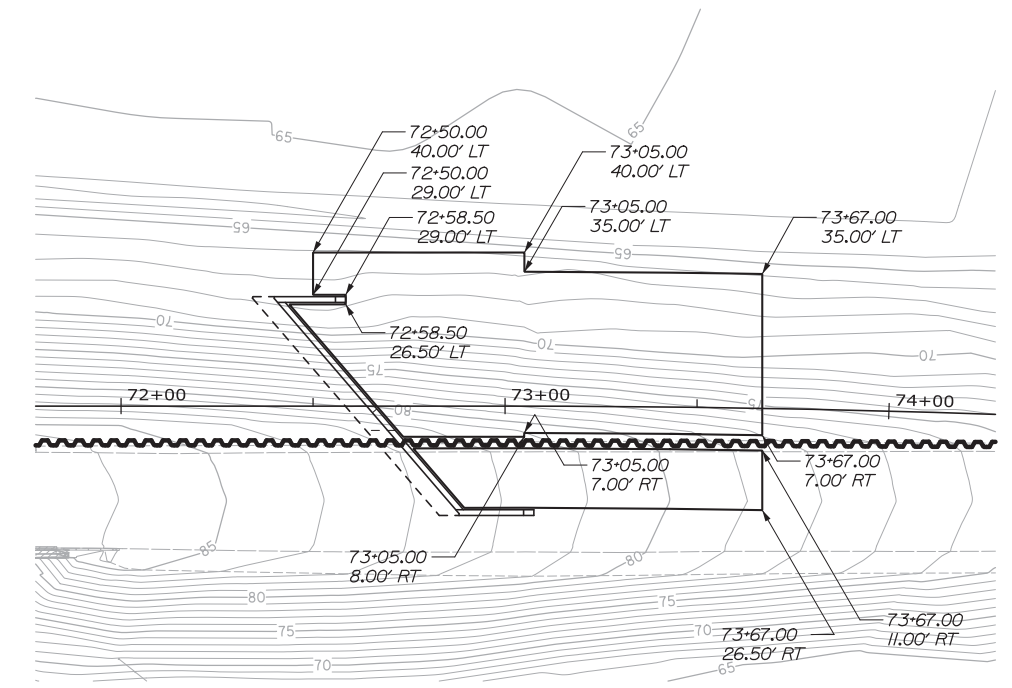 65
65
72+50.00
40.00' LT
72+50.00
29.00' LT
72+58.50
29.00' LT
73+05.00
40.00' LT
73+05.00
35.00' LT
73+67.00
35.00' LT
65
65
70
72+58.50
26.50' LT
70
70
75
72+00
80
73+00
75
74+00
73+05.00
7.00' RT
73+67.00
7.00' RT
85
73+05.00
8.00' RT
80
80
75
75
70
73+67.00
26.50' RT
73+67.00
11.00' RT
70
65